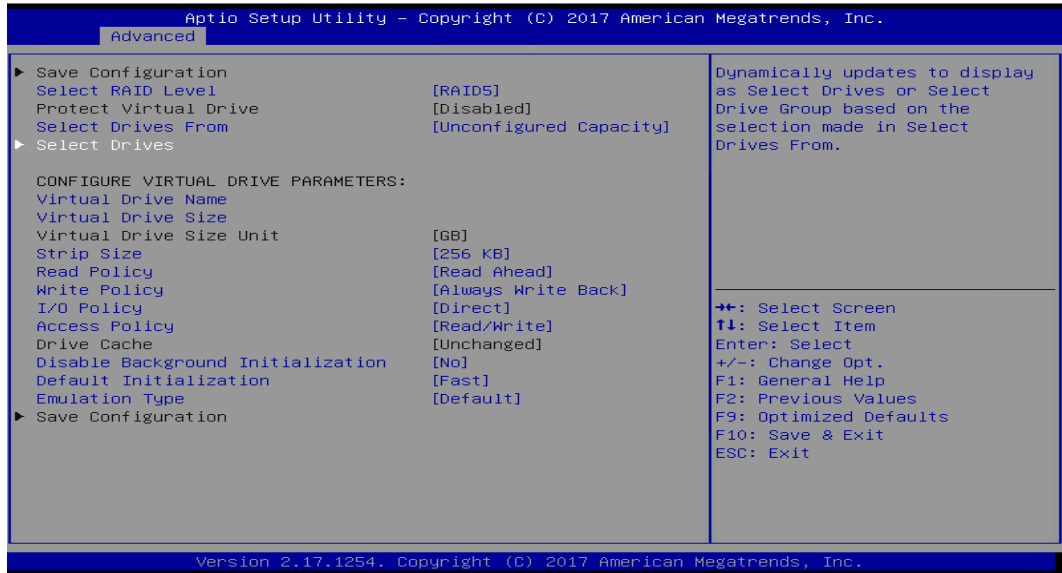 Aptio Setup Utility – Copyright (C) 2017 American Megatrends, Inc.
Advanced
▶ Save Configuration
Select RAID Level [RAID5]
Protect Virtual Drive [Disabled]
Select Drives From [Unconfigured Capacity]
▶ Select Drives
CONFIGURE VIRTUAL DRIVE PARAMETERS:
Virtual Drive Name
Virtual Drive Size
Virtual Drive Size Unit [GB]
Strip Size [256 KB]
Read Policy [Read Ahead]
Write Policy [Always Write Back]
I/O Policy [Direct]
Access Policy [Read/Write]
Drive Cache [Unchanged]
Disable Background Initialization [No]
Default Initialization [Fast]
Emulation Type [Default]
▶ Save Configuration
Dynamically updates to display
as Select Drives or Select
Drive Group based on the
selection made in Select
Drives From.
→←: Select Screen
↑↓: Select Item
Enter: Select
+/-: Change Opt.
F1: General Help
F2: Previous Values
F9: Optimized Defaults
F10: Save & Exit
ESC: Exit
Version 2.17.1254. Copyright (C) 2017 American Megatrends, Inc.